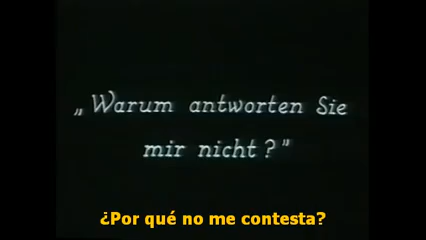 „Warum antworten Sie
mir nicht?"
¿Por qué no me contesta?